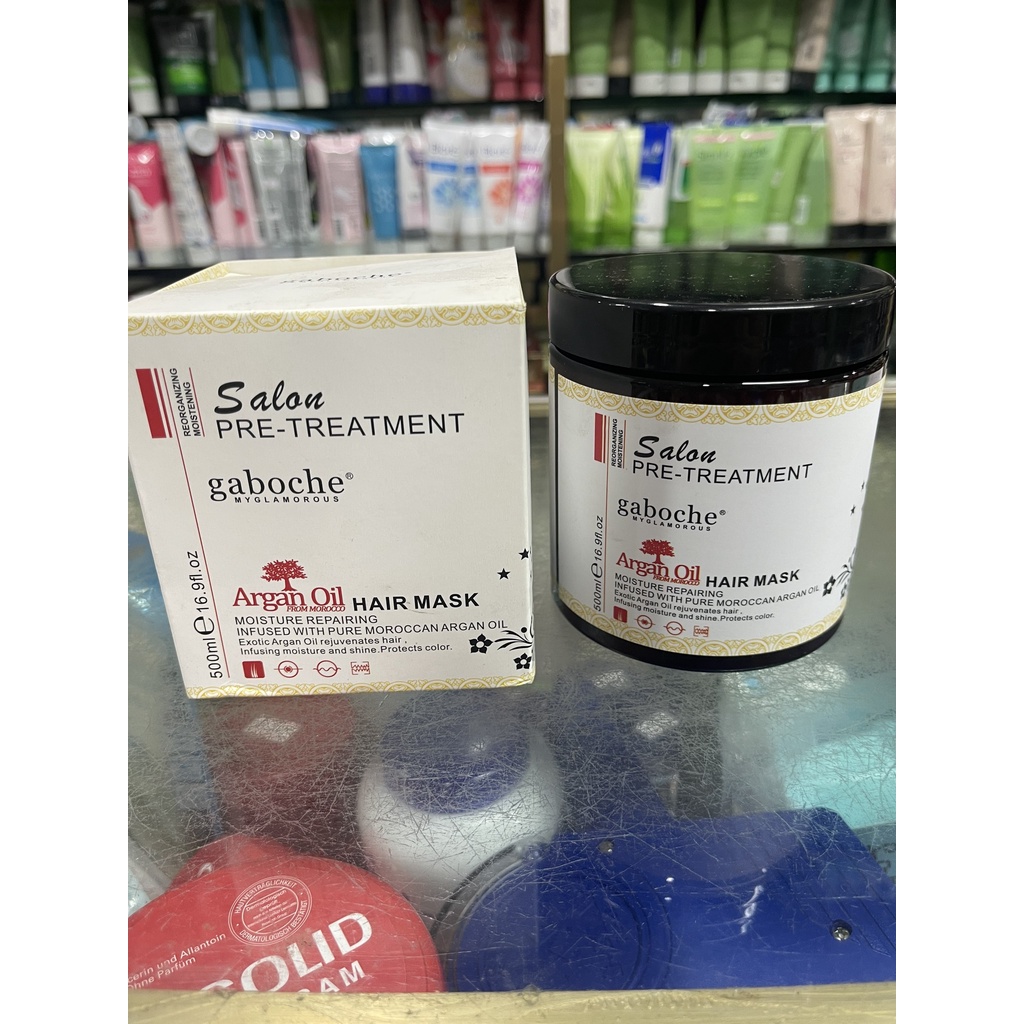 gaboche
REORGANIZING
MOISTENING
Salon
PRE-TREATMENT
gaboche®
MYGLAMOROUS
500ml ℮ 16.9fl.oz
Argan Oil
FROM MOROCCO
HAIR MASK
MOISTURE REPAIRING
INFUSED WITH PURE MOROCCAN ARGAN OIL
Exotic Argan Oil rejuvenates hair ,
Infusing moisture and shine.Protects color.
REORGANIZING
MOISTENING
Salon
PRE-TREATMENT
gaboche®
MYGLAMOROUS
500ml ℮ 16.9fl.oz
Argan Oil
FROM MOROCCO
HAIR MASK
MOISTURE REPAIRING
INFUSED WITH PURE MOROCCAN ARGAN OIL
Exotic Argan Oil rejuvenates hair ,
Infusing moisture and shine.Protects color.
HAUTVERTRÄGLICHKEIT
DERMATOLOGISCH BESTÄTIGT
und Allantoin
Ohne Parfüm
OLID